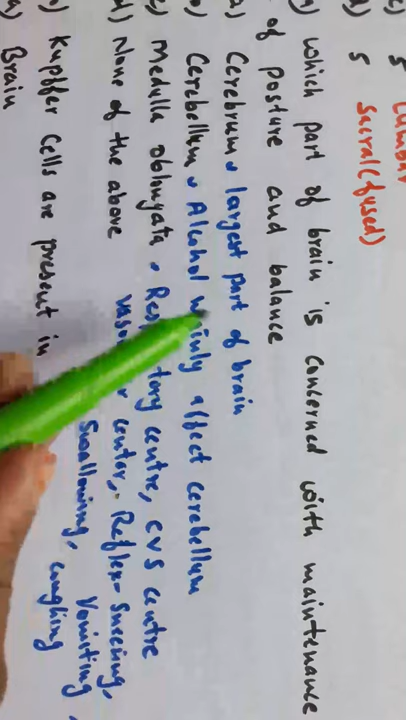 5 Lumbar
5 Sacral (fused)
which part of brain is concerned with maintenance
of posture and balance
Cerebrum • largest part of brain
Cerebellum • Alcohol mainly affect cerebellum
Medulla oblongata • centre, CVS centre
d) None of the above center, • Reflex - Sneezing,
Swallowing, coughing
Vomiting,
Kupffer Cells are present in
a) Brain